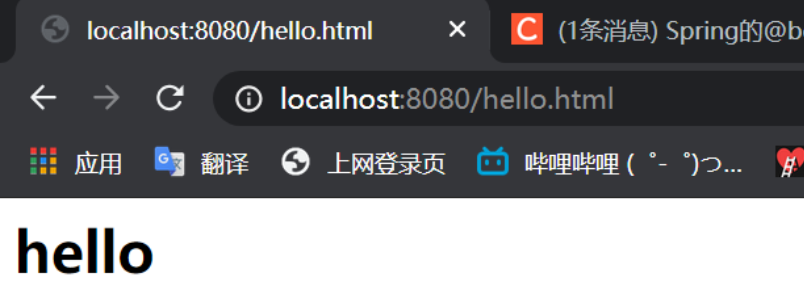 localhost:8080/hello.html
C (1条消息) Spring的@b
localhost:8080/hello.html
应用 翻译 上网登录页 哔哩哔哩 ( ゜- ゜)つ...
hello